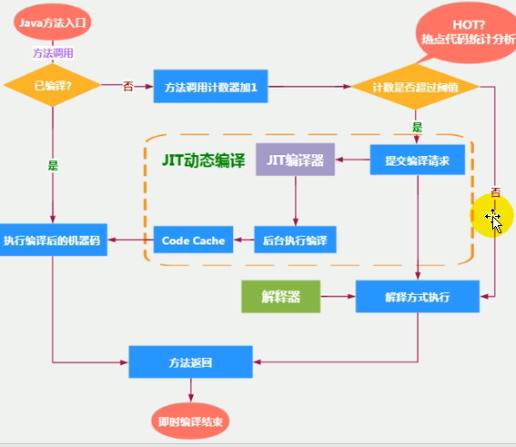 Java方法入口
HOT?
热点代码统计分析
方法调用
已编译?
否
方法调用计数器加1
计数是否超过阈值
是
是
JIT动态编译
JIT编译器
提交编译请求
否
执行编译后的机器码
Code Cache
后台执行编译
解释器
解释方式执行
方法返回
即时编译结束